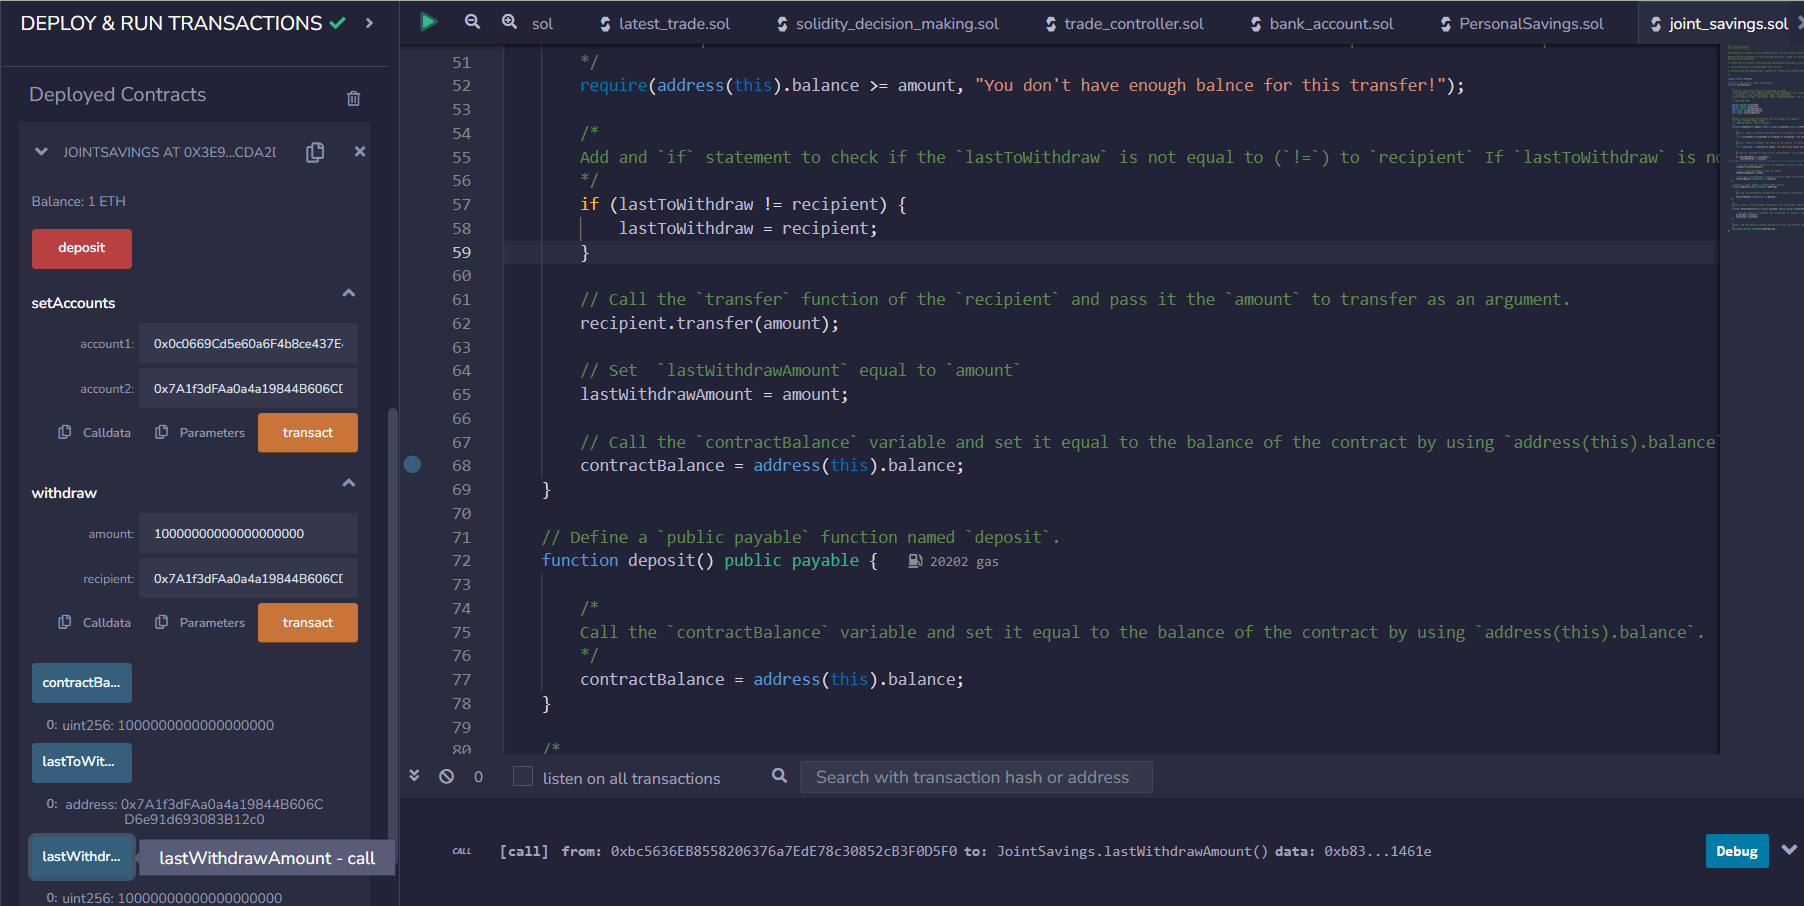 DEPLOY & RUN TRANSACTIONS
sol
latest_trade.sol
solidity_decision_making.sol
trade_controller.sol
bank_account.sol
PersonalSavings.sol
joint_savings.sol
Deployed Contracts
JOINTSAVINGS AT 0X3E9...CDA2
Balance: 1 ETH
deposit
setAccounts
account1: 0x0c0669Cd5e60a6F4b8ce437E
account2: 0x7A1f3dFAa0a4a19844B606C
Calldata Parameters transact
withdraw
amount: 10000000000000000000
recipient: 0x7A1f3dFAa0a4a19844B606C
Calldata Parameters transact
contractBa...
0: uint256: 1000000000000000000
lastToWit...
0: address: 0x7A1f3dFAa0a4a19844B606C
D6e91d693083B12c0
lastWithdr... lastWithdrawAmount - call
0: uint256: 10000000000000000000
51 */
52 require(address(this).balance >= amount, "You don't have enough balnce for this transfer!");
53
54 /*
55 Add and `if` statement to check if the `lastToWithdraw` is not equal to (`!=`) to `recipient` If `lastToWithdraw` is no
56 */
57 if (lastToWithdraw != recipient) {
58 lastToWithdraw = recipient;
59 }
60
61 // Call the `transfer` function of the `recipient` and pass it the `amount` to transfer as an argument.
62 recipient.transfer(amount);
63
64 // Set  `lastWithdrawAmount` equal to `amount`
65 lastWithdrawAmount = amount;
66
67 // Call the `contractBalance` variable and set it equal to the balance of the contract by using `address(this).balance`
68 contractBalance = address(this).balance;
69 }
70
71 // Define a `public payable` function named `deposit`.
72 function deposit() public payable { 20202 gas
73
74 /*
75 Call the `contractBalance` variable and set it equal to the balance of the contract by using `address(this).balance`.
76 */
77 contractBalance = address(this).balance;
78 }
79
80 /*
0 listen on all transactions Search with transaction hash or address
CALL [call] from: 0xbc5636EB8558206376a7EdE78c30852cB3F0D5F0 to: JointSavings.lastWithdrawAmount() data: 0xb83...1461e Debug